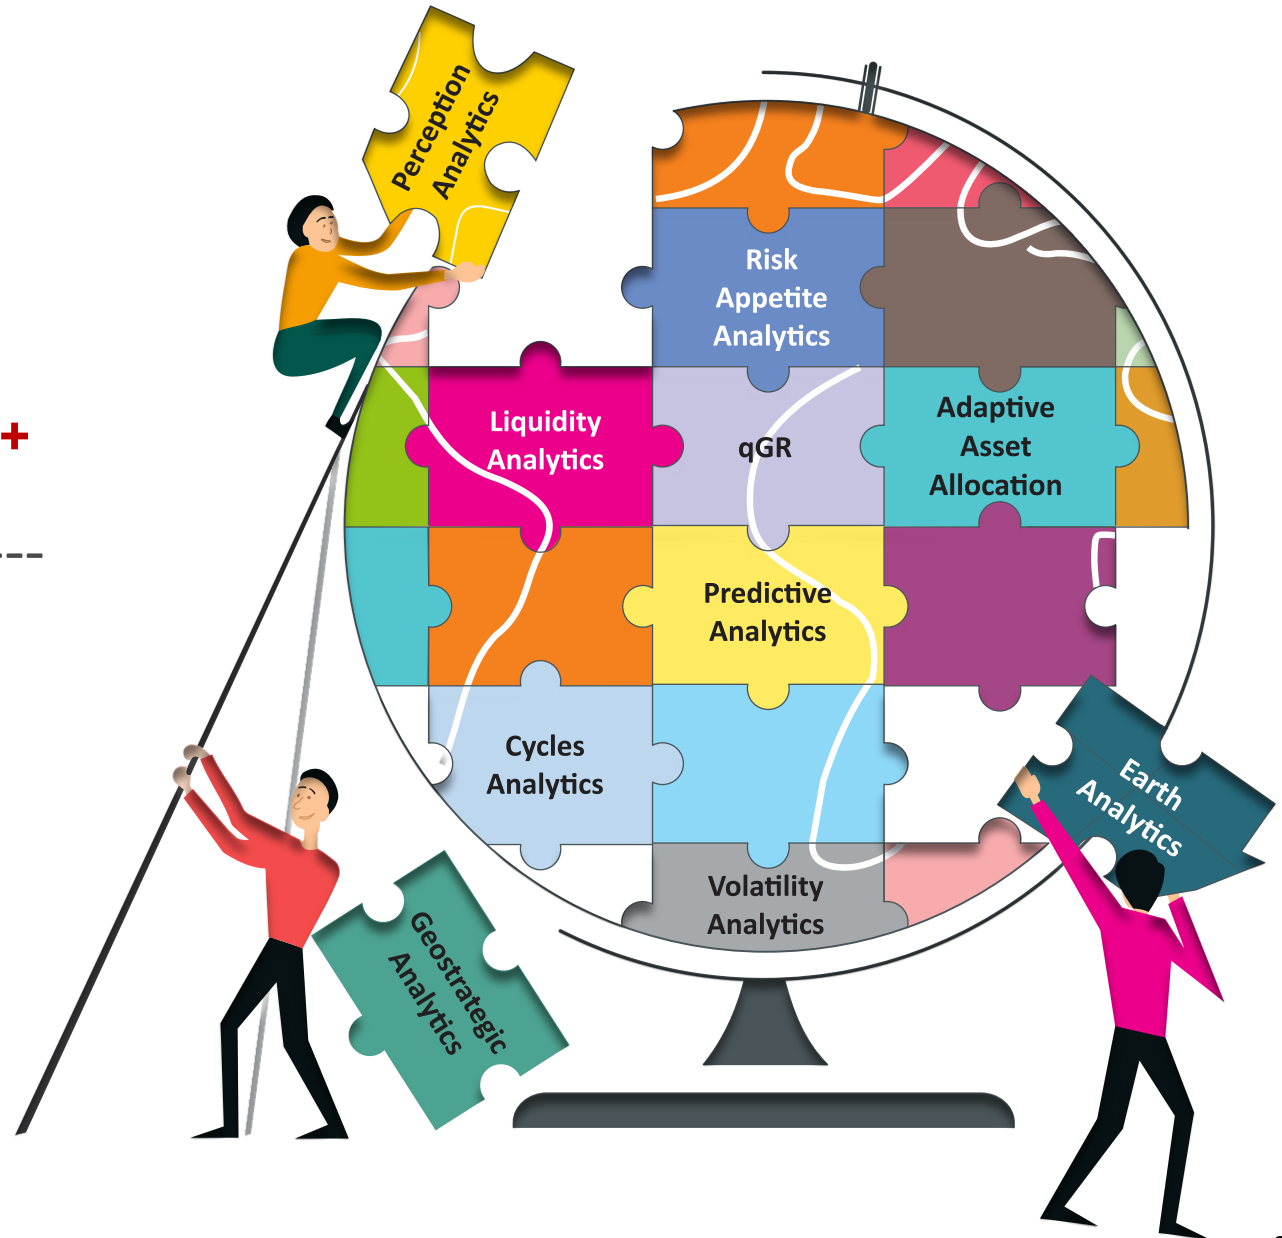 Perception
Analytics
Risk
Appetite
Analytics
Liquidity
Analytics
qGR
Adaptive
Asset
Allocation
+
Predictive
Analytics
Cycles
Analytics
Earth
Analytics
Volatility
Analytics
Geostrategic
Analytics